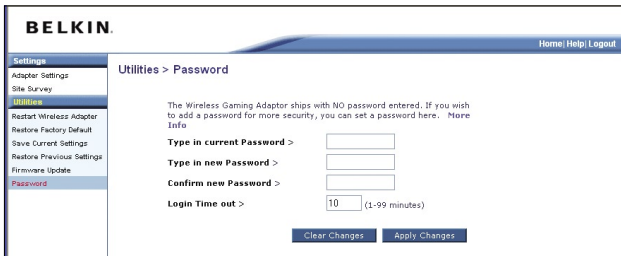 BELKIN.
Home| Help| Logout
Settings
Adapter Settings
Site Survey
Utilities
Restart Wireless Adapter
Restore Factory Default
Save Current Settings
Restore Previous Settings
Firmware Update
Password
Utilities > Password
The Wireless Gaming Adaptor ships with NO password entered. If you wish
to add a password for more security, you can set a password here. More
Info
Type in current Password >
Type in new Password >
Confirm new Password >
Login Time out > 10 (1-99 minutes)
Clear Changes Apply Changes